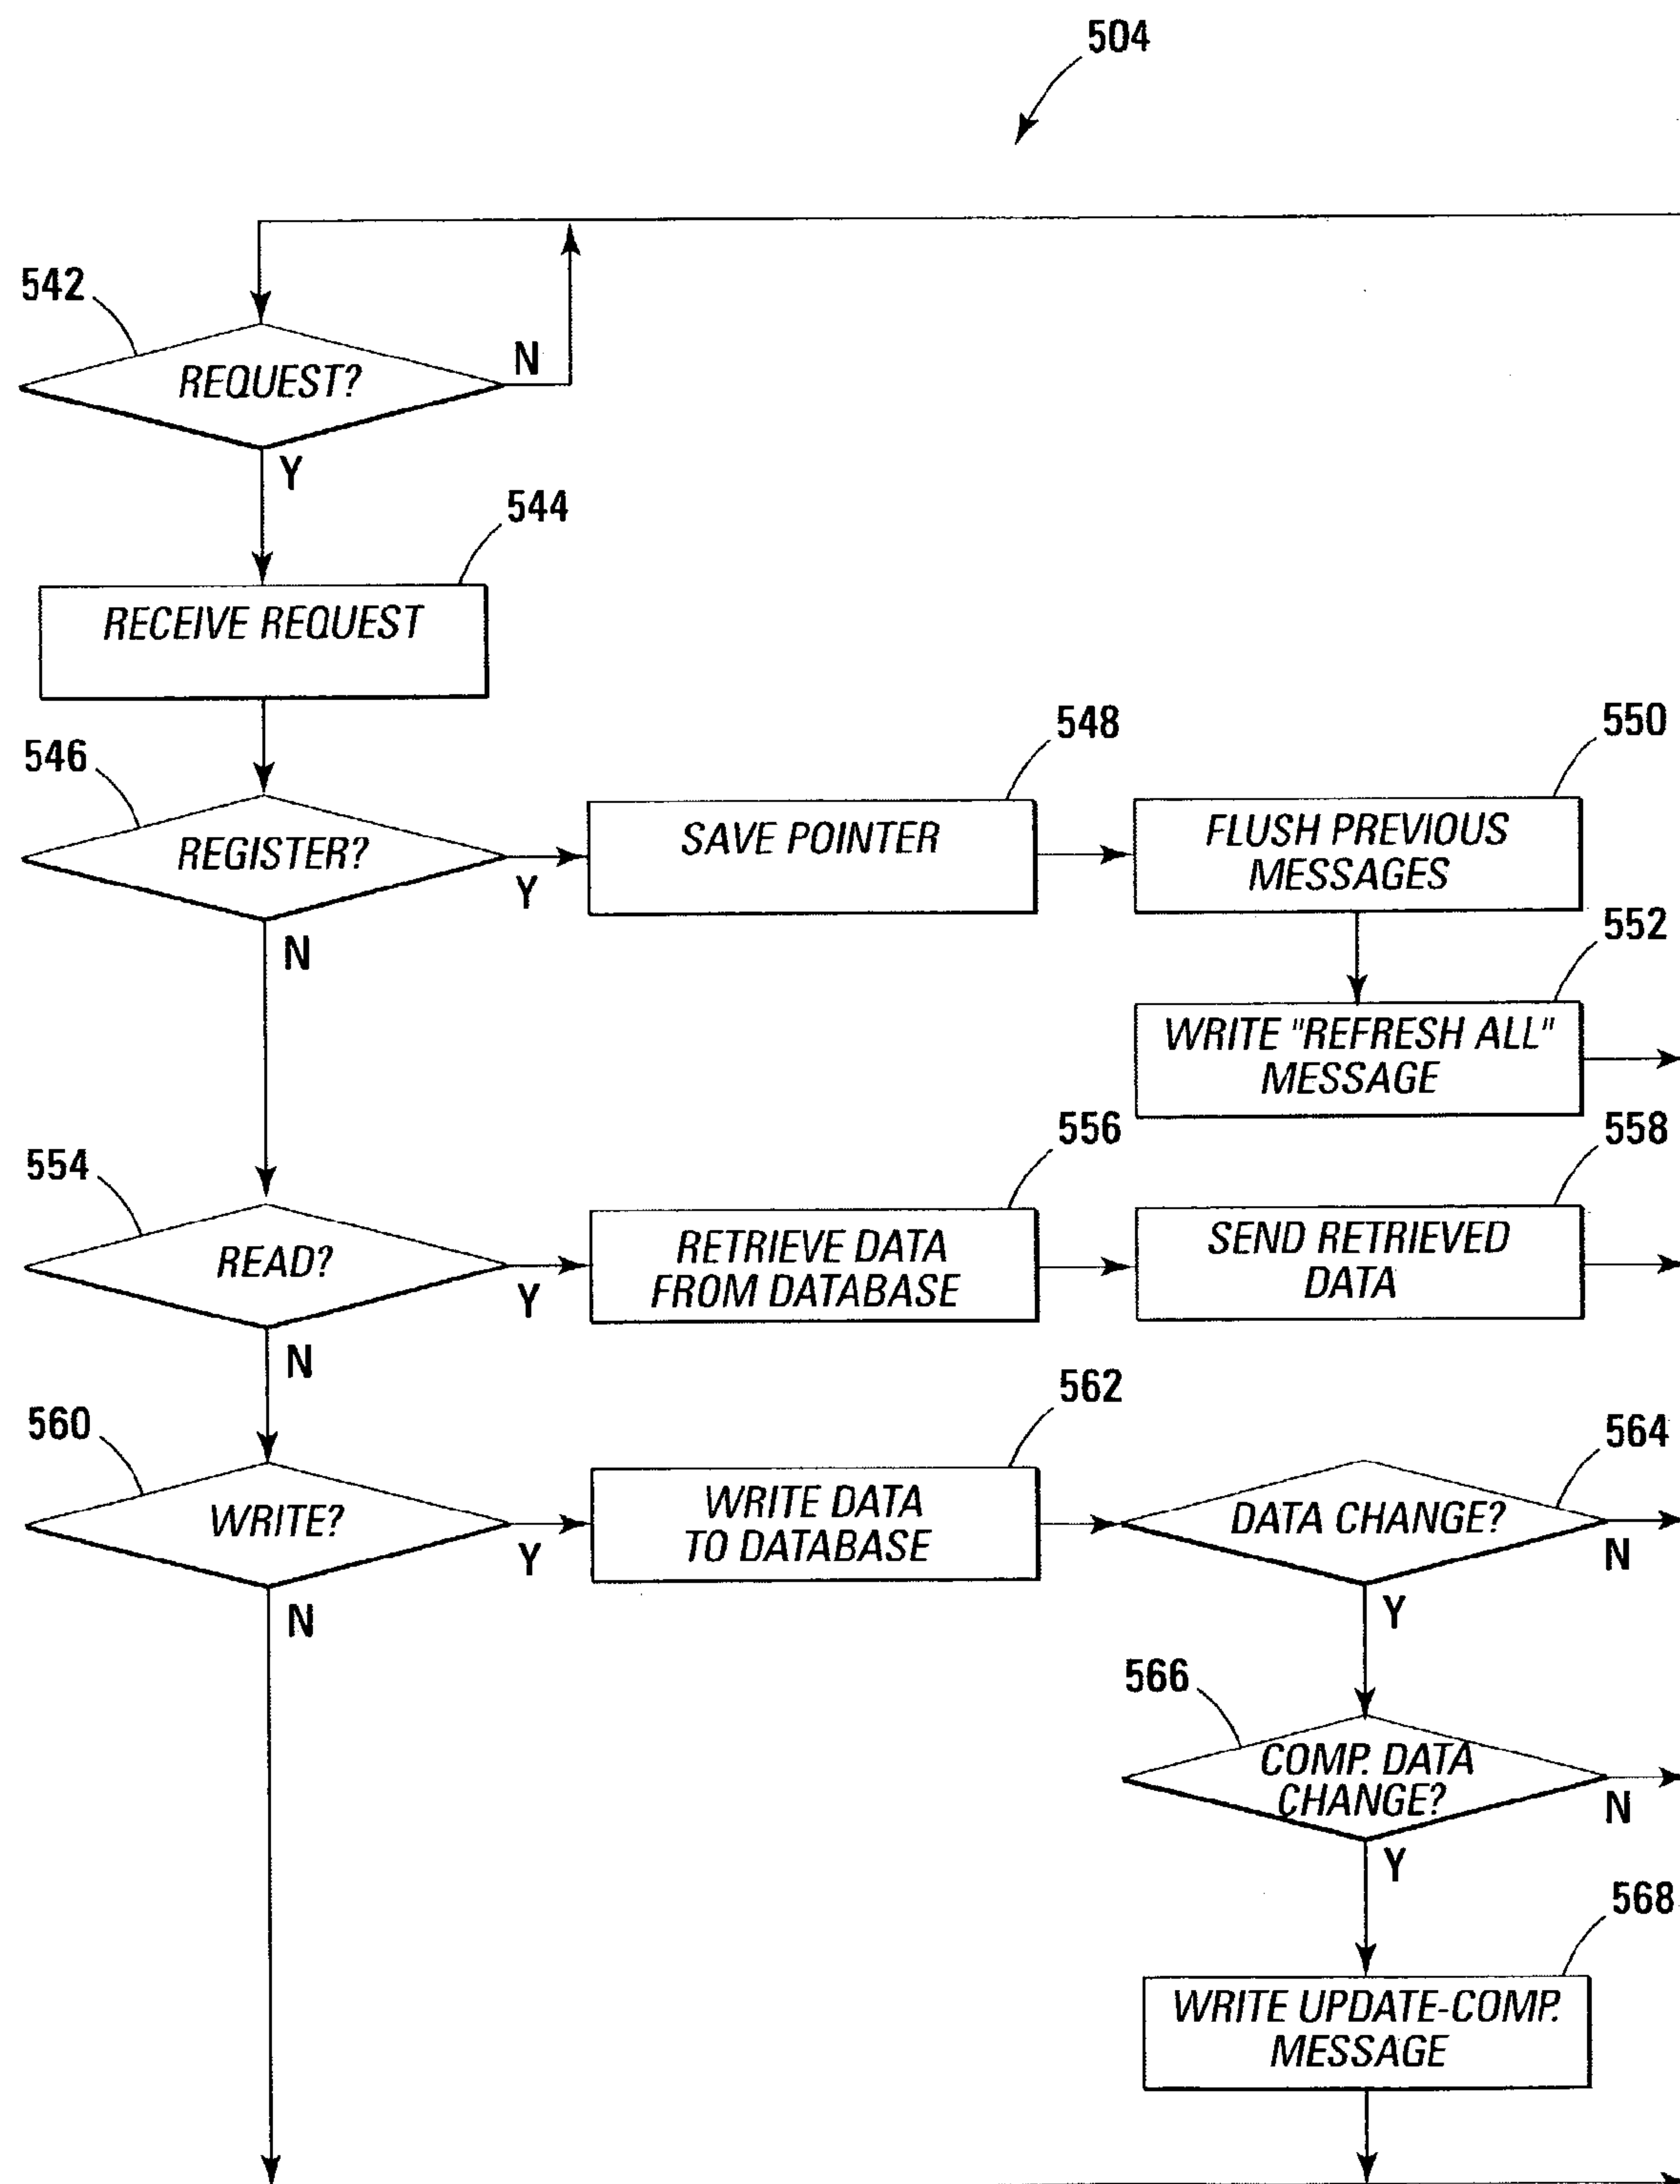 504
542
REQUEST?
N
Y
544
RECEIVE REQUEST
546
REGISTER?
Y
N
548
SAVE POINTER
550
FLUSH PREVIOUS
MESSAGES
552
WRITE "REFRESH ALL"
MESSAGE
554
READ?
Y
N
556
RETRIEVE DATA
FROM DATABASE
558
SEND RETRIEVED
DATA
560
WRITE?
Y
N
562
WRITE DATA
TO DATABASE
564
DATA CHANGE?
N
Y
566
COMP. DATA
CHANGE?
N
Y
568
WRITE UPDATE-COMP.
MESSAGE